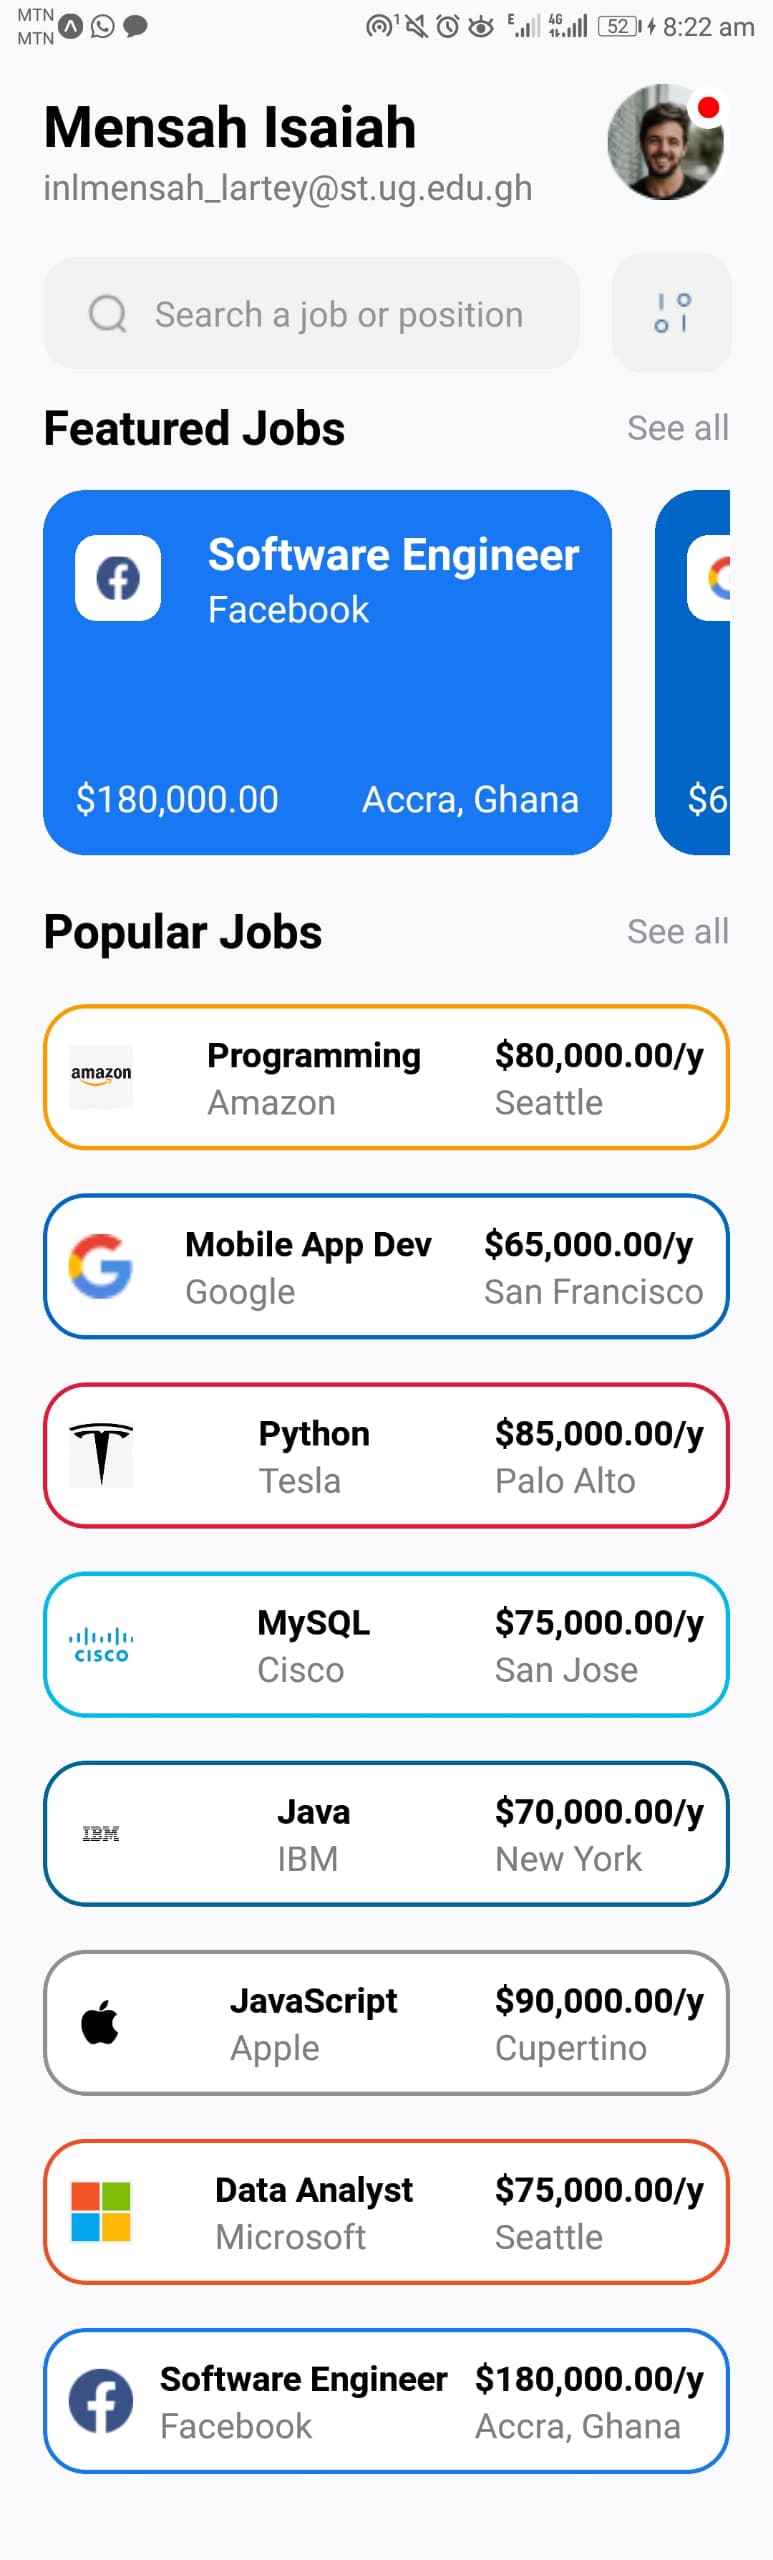 MTN
MTN
1
E
4G
52
8:22 am
Mensah Isaiah
inlmensah_lartey@st.ug.edu.gh
Search a job or position
Featured Jobs
See all
Software Engineer
Facebook
$180,000.00
Accra, Ghana
$6
Popular Jobs
See all
amazon
Programming
$80,000.00/y
Amazon
Seattle
Mobile App Dev
$65,000.00/y
Google
San Francisco
Python
$85,000.00/y
Tesla
Palo Alto
CISCO
MySQL
$75,000.00/y
Cisco
San Jose
IBM
Java
$70,000.00/y
IBM
New York
JavaScript
$90,000.00/y
Apple
Cupertino
Data Analyst
$75,000.00/y
Microsoft
Seattle
Software Engineer
$180,000.00/y
Facebook
Accra, Ghana